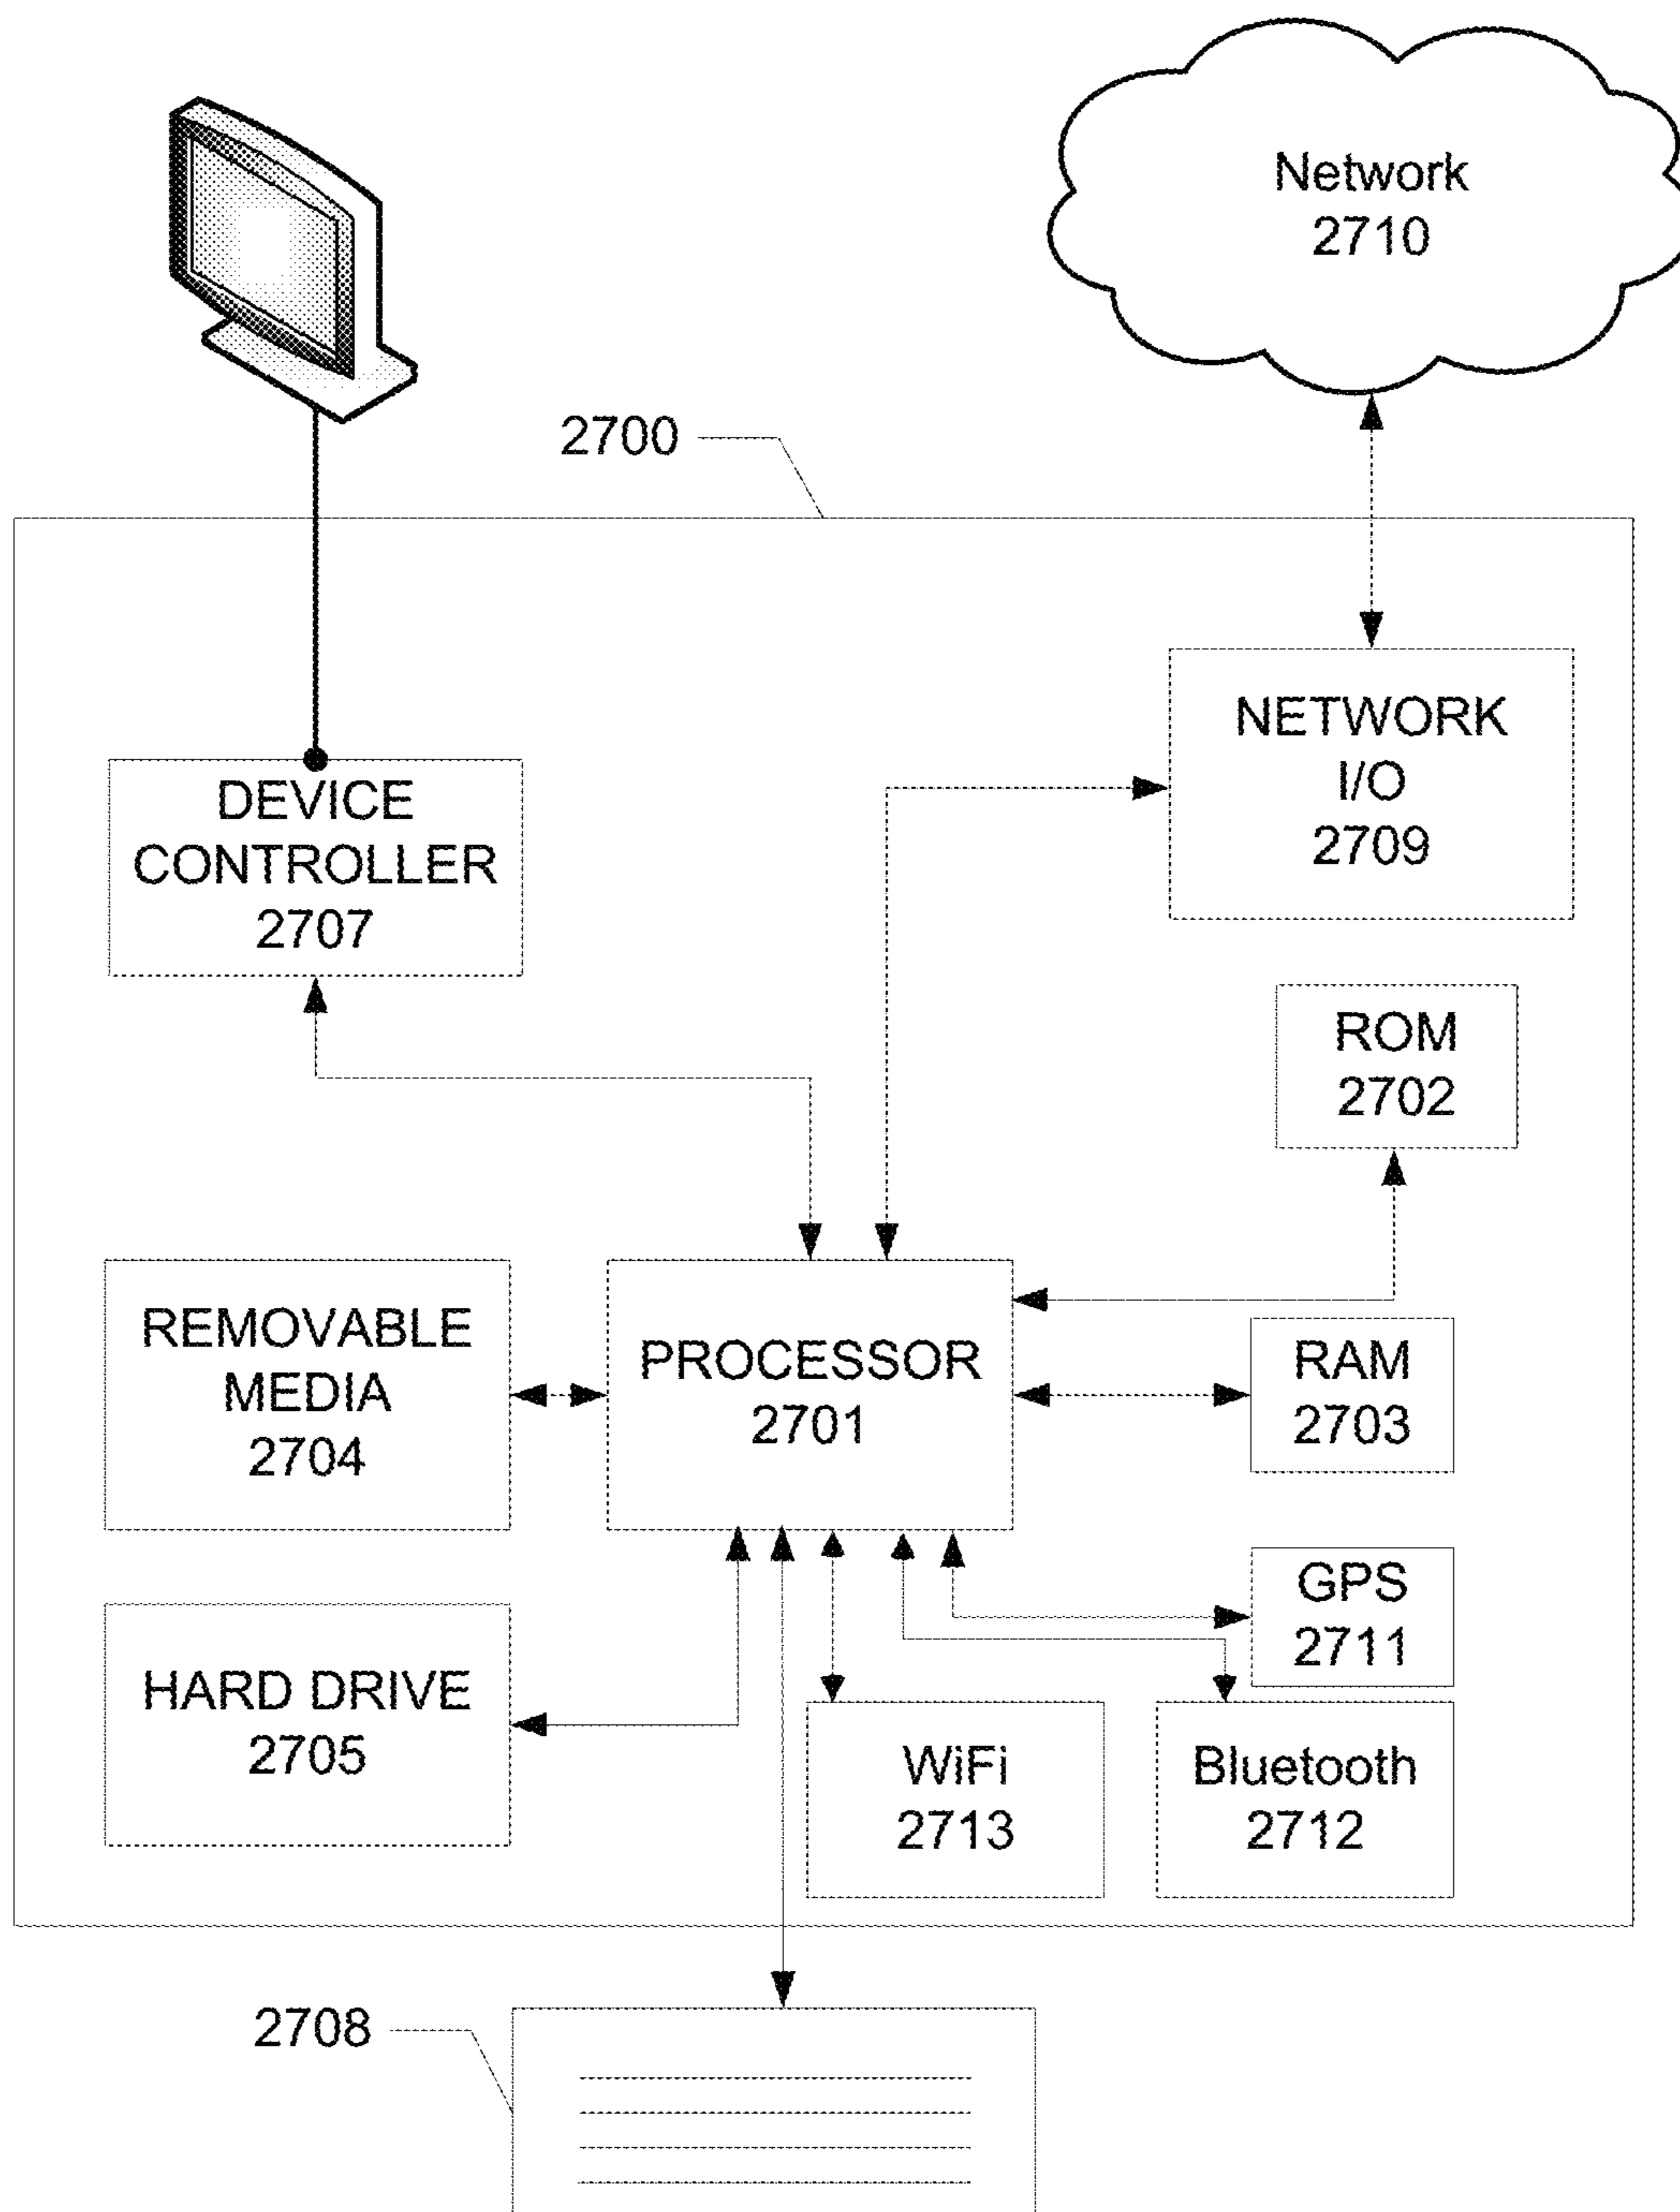 Network
2710
2700
NETWORK
I/O
2709
DEVICE
CONTROLLER
2707
ROM
2702
REMOVABLE
MEDIA
2704
PROCESSOR
2701
RAM
2703
GPS
2711
HARD DRIVE
2705
WiFi
2713
Bluetooth
2712
2708